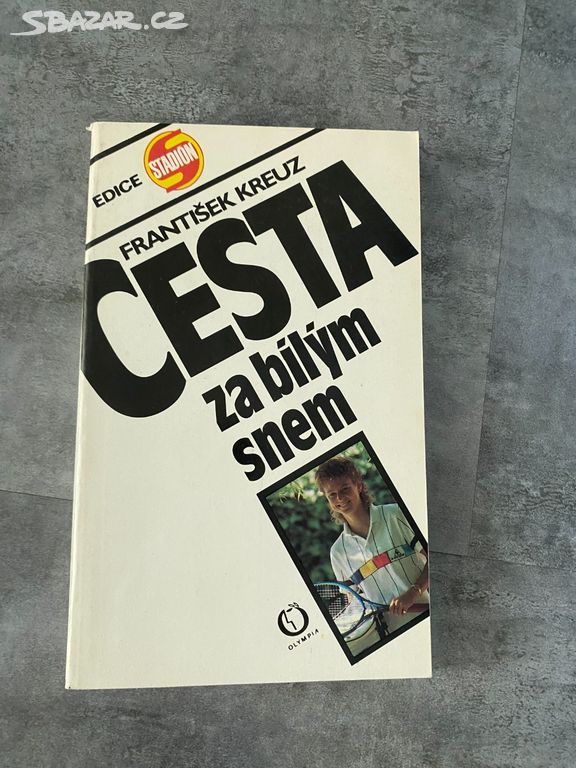 SBAZAR.CZ
EDICE STADION
FRANTIŠEK KREUZ
CESTA
za bílým
snem
OLYMPIA